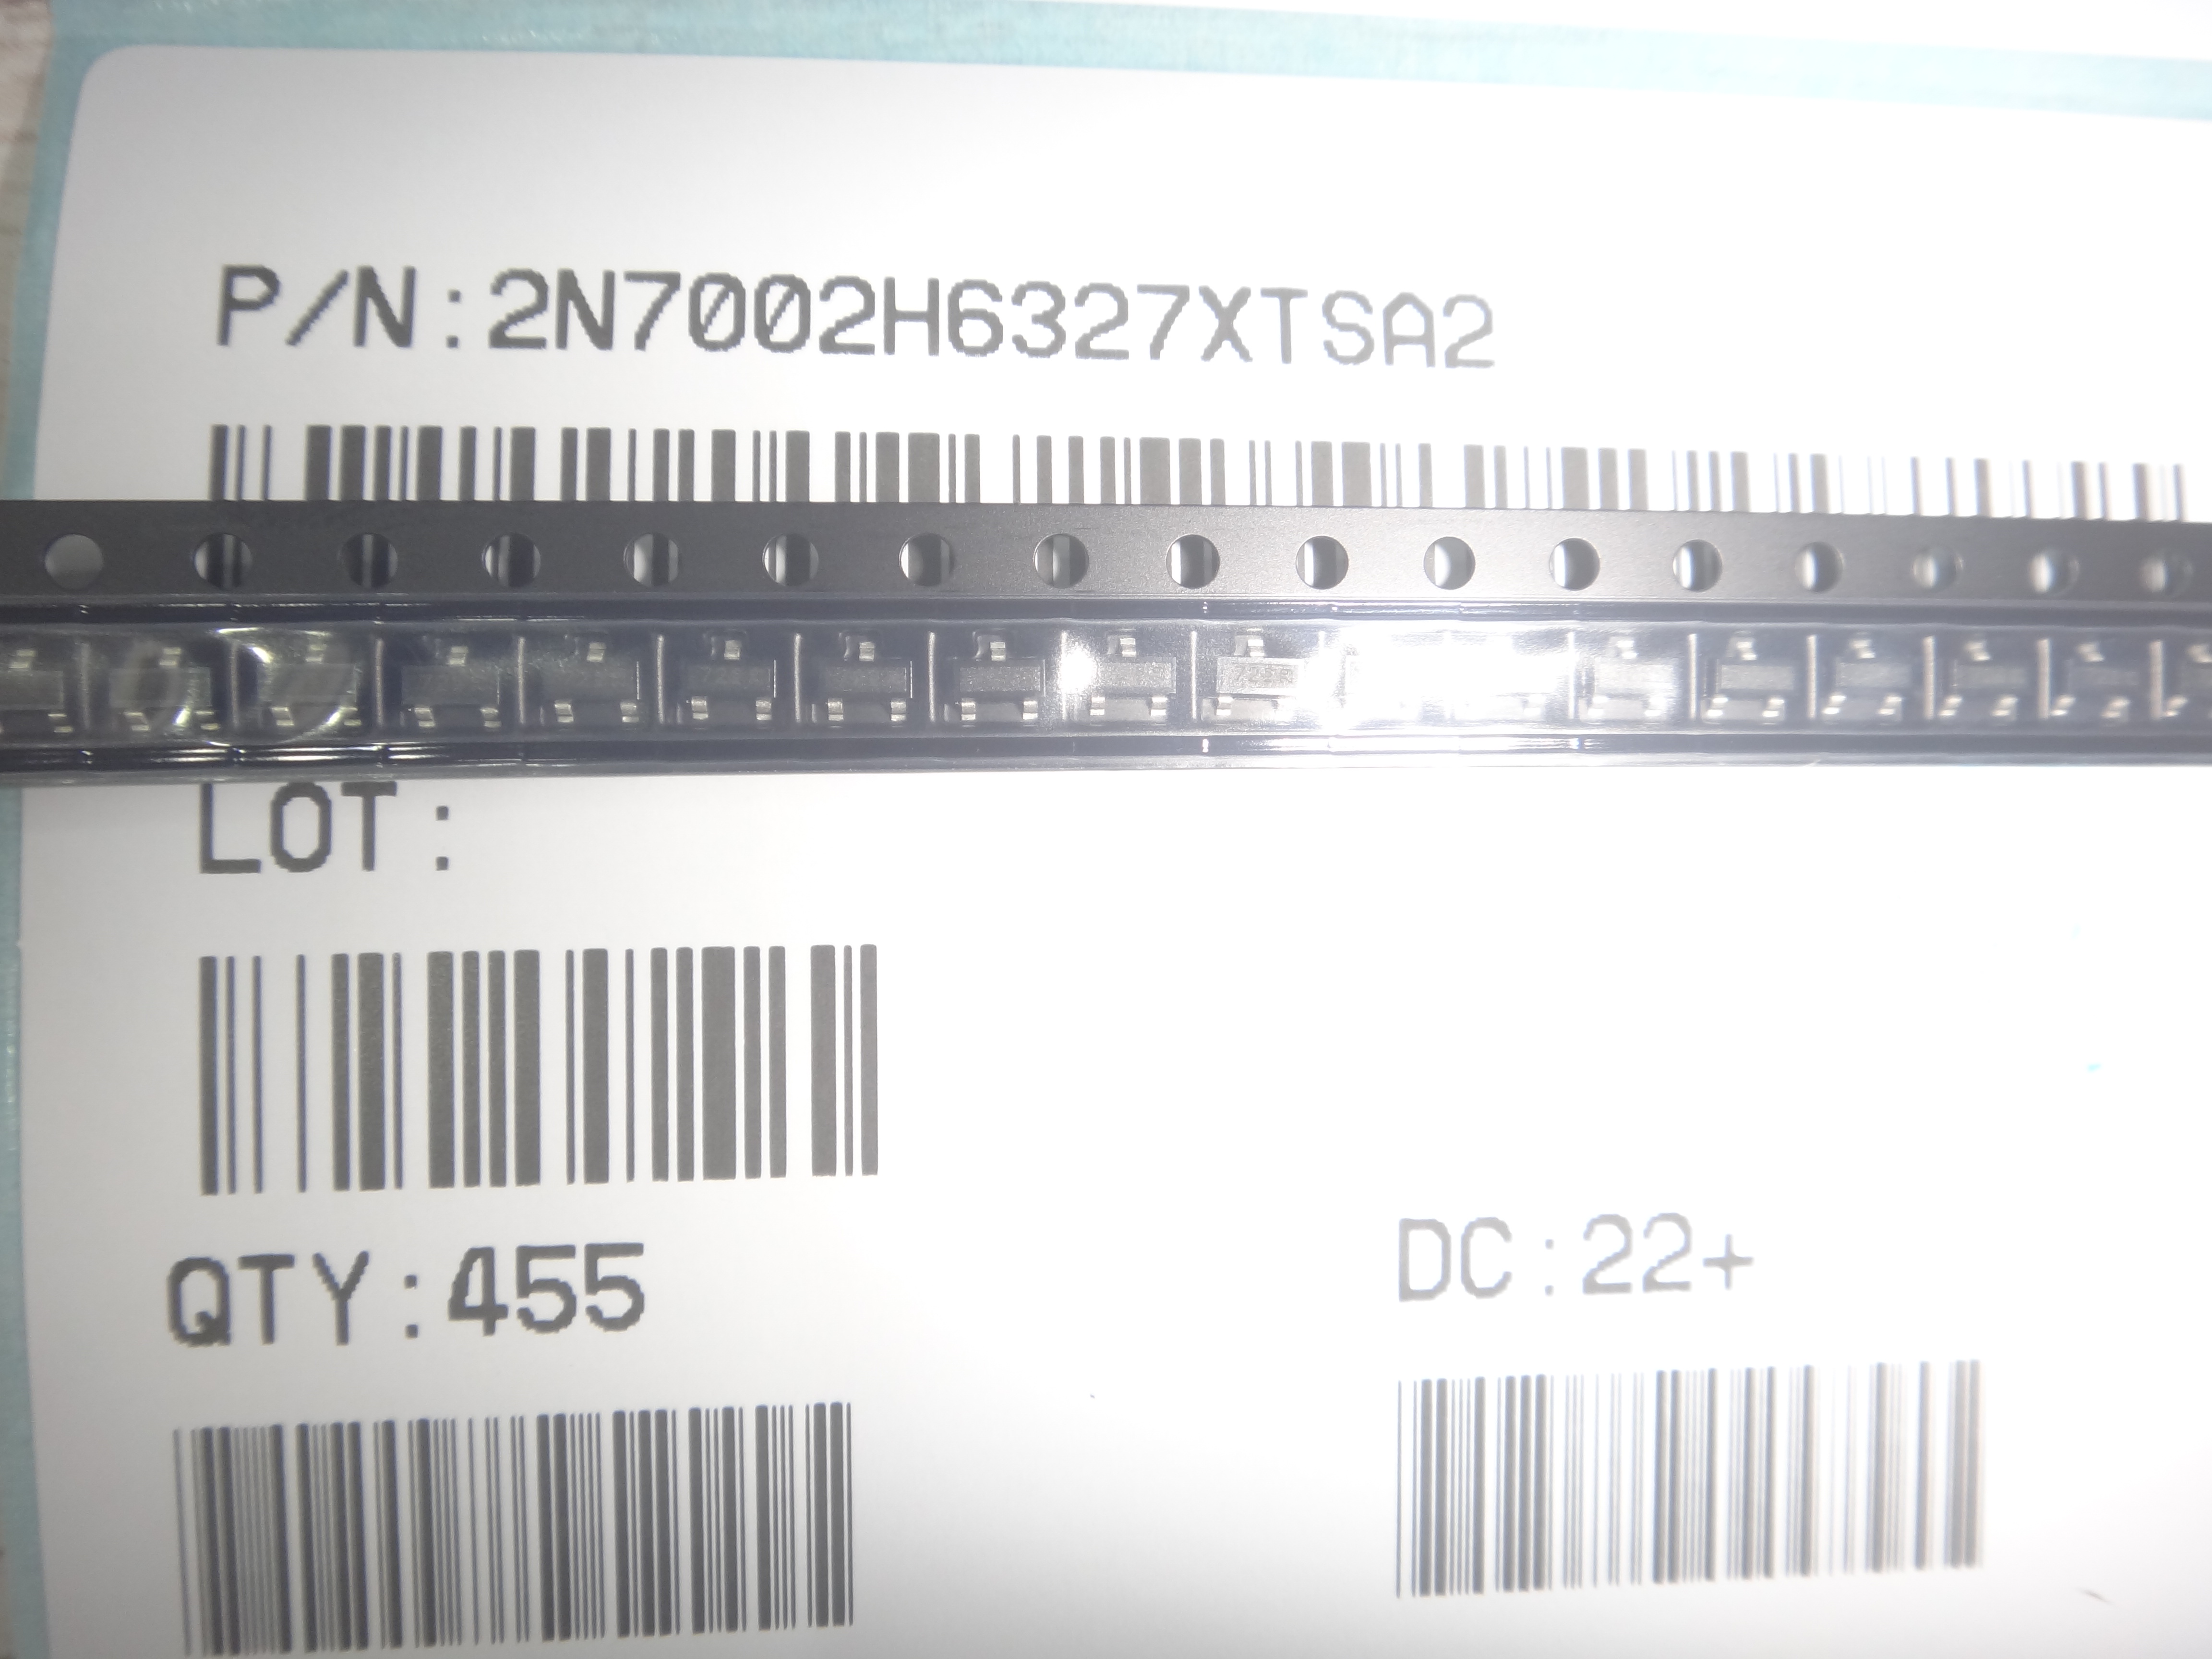 P/N:2N7002H6327XTSA2
LOT:
QTY:455
DC:22+